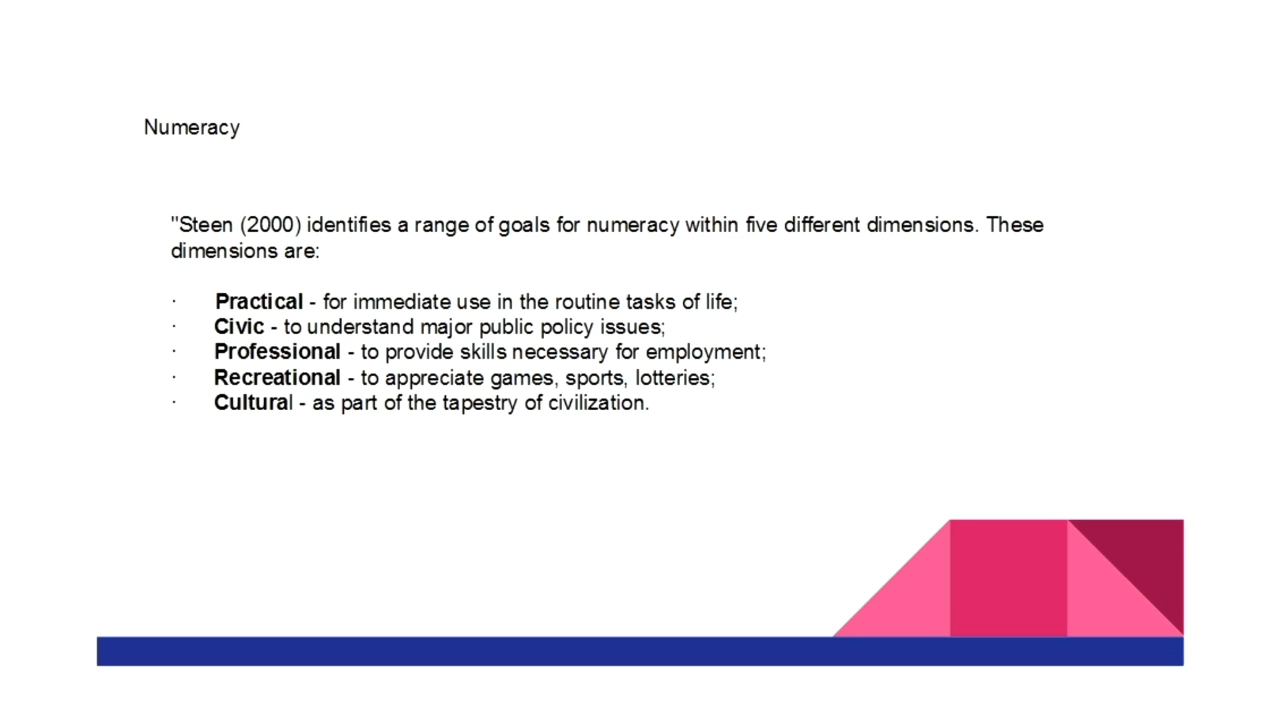 Numeracy
"Steen (2000) identifies a range of goals for numeracy within five different dimensions. These
dimensions are:
· Practical - for immediate use in the routine tasks of life;
· Civic - to understand major public policy issues;
· Professional - to provide skills necessary for employment;
· Recreational - to appreciate games, sports, lotteries;
· Cultural - as part of the tapestry of civilization.